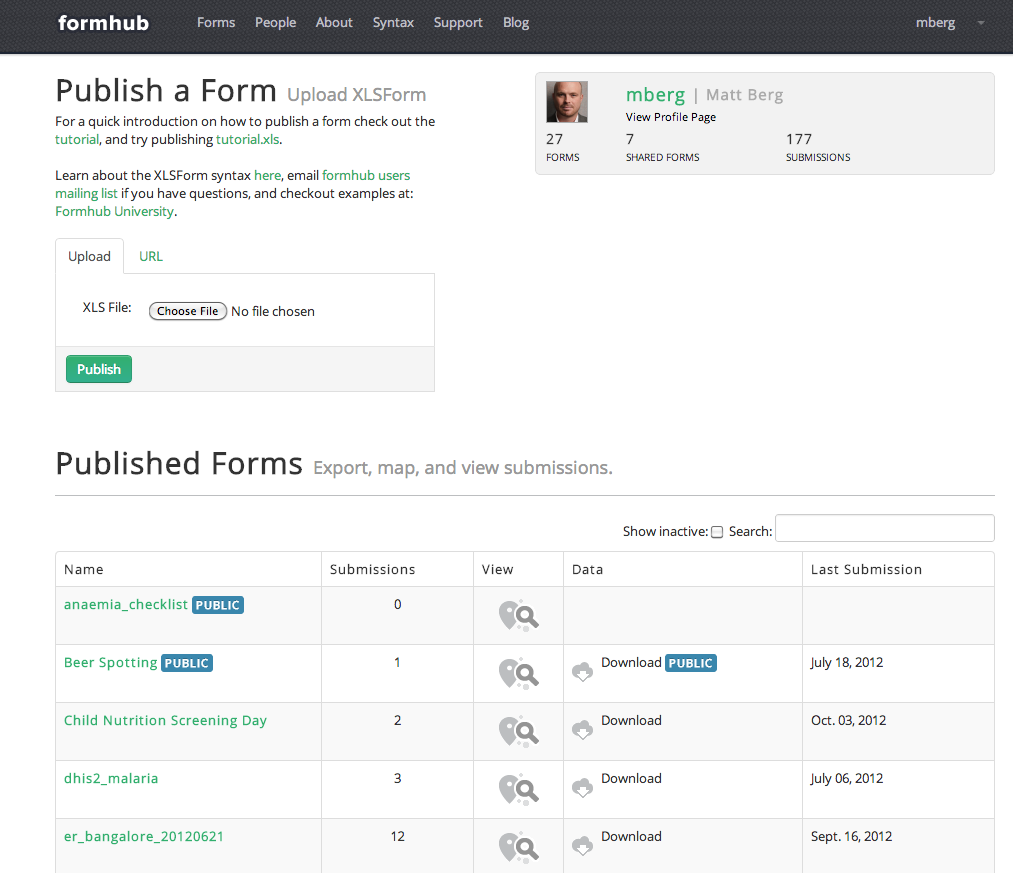 formhub Forms People About Syntax Support Blog mberg
Publish a Form Upload XLSForm
For a quick introduction on how to publish a form check out the
tutorial, and try publishing tutorial.xls.
Learn about the XLSForm syntax here, email formhub users
mailing list if you have questions, and checkout examples at:
Formhub University.
mberg | Matt Berg
View Profile Page
27 7 177
FORMS SHARED FORMS SUBMISSIONS
Upload URL
XLS File: Choose File No file chosen
Publish
Published Forms Export, map, and view submissions.
Show inactive: Search:
Name Submissions View Data Last Submission
anaemia_checklist PUBLIC 0
Beer Spotting PUBLIC 1 Download PUBLIC July 18, 2012
Child Nutrition Screening Day 2 Download Oct. 03, 2012
dhis2_malaria 3 Download July 06, 2012
er_bangalore_20120621 12 Download Sept. 16, 2012